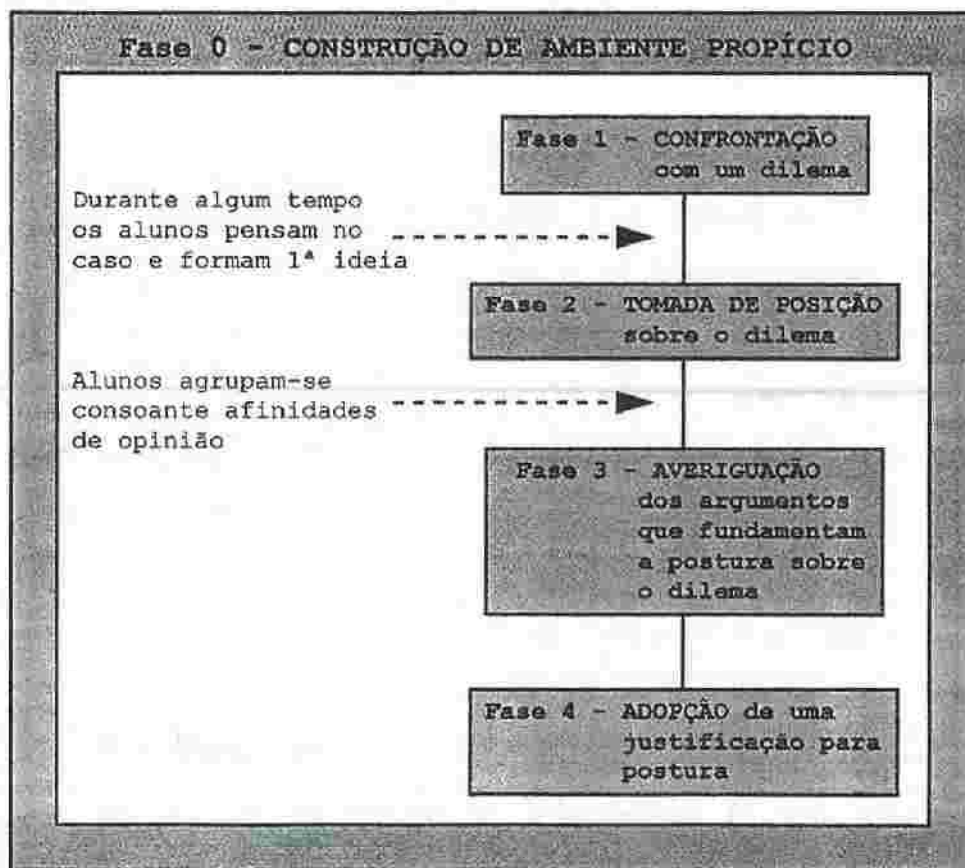 Fase 0 - CONSTRUÇÃO DE AMBIENTE PROPÍCIO
Fase 1 - CONFRONTAÇÃO
com um dilema
Durante algum tempo
os alunos pensam no
caso e formam 1ª ideia
Fase 2 - TOMADA DE POSIÇÃO
sobre o dilema
Alunos agrupam-se
consoante afinidades
de opinião
Fase 3 - AVERIGUAÇÃO
dos argumentos
que fundamentam
a postura sobre
o dilema
Fase 4 - ADOPÇÃO de uma
justificação para
postura